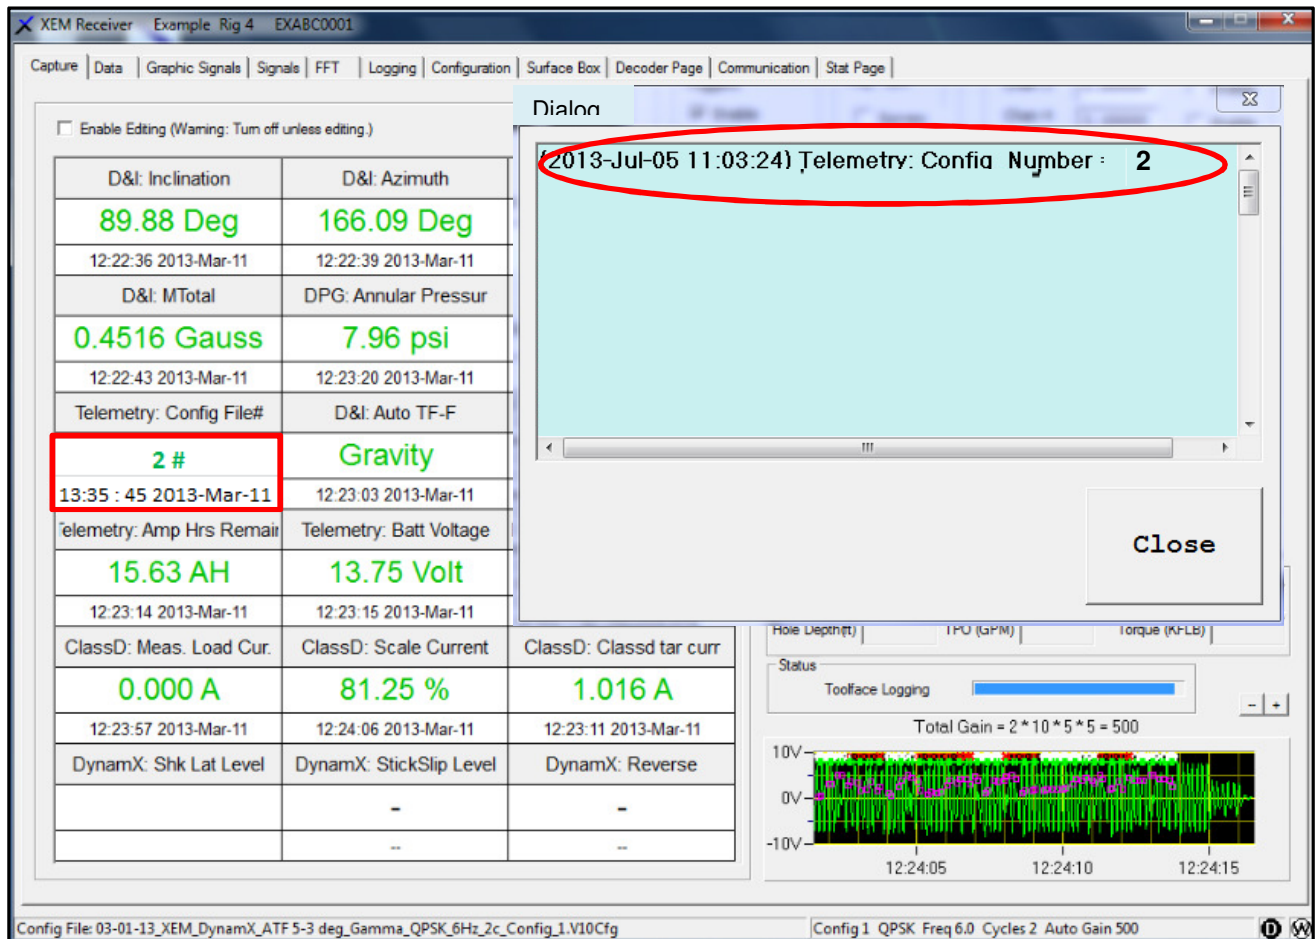 XEM Receiver Example Rig 4 EXABC0001
Capture Data Graphic Signals Signals FFT Logging Configuration Surface Box Decoder Page Communication Stat Page
Enable Editing (Warning: Turn off unless editing.)
D&I: Inclination D&I: Azimuth
89.88 Deg 166.09 Deg
12:22:36 2013-Mar-11 12:22:39 2013-Mar-11
D&I: MTotal DPG: Annular Pressur
0.4516 Gauss 7.96 psi
12:22:43 2013-Mar-11 12:23:20 2013-Mar-11
Telemetry: Config File# D&I: Auto TF-F
2 # Gravity
13:35 : 45 2013-Mar-11 12:23:03 2013-Mar-11
Telemetry: Amp Hrs Remain Telemetry: Batt Voltage
15.63 AH 13.75 Volt
12:23:14 2013-Mar-11 12:23:15 2013-Mar-11
ClassD: Meas. Load Cur. ClassD: Scale Current ClassD: Classd tar curr
0.000 A 81.25 % 1.016 A
12:23:57 2013-Mar-11 12:24:06 2013-Mar-11 12:23:11 2013-Mar-11
DynamX: Shk Lat Level DynamX: StickSlip Level DynamX: Reverse
- -
-- --
Dialog
(2013-Jul-05 11:03:24) Telemetry: Config Number : 2
Close
Hole Depth(ft) TPO (GPM) Torque (KFLB)
Status
Toolface Logging
- +
Total Gain = 2 * 10 * 5 * 5 = 500
10V
0V
-10V
12:24:05 12:24:10 12:24:15
Config File: 03-01-13_XEM_DynamX_ATF 5-3 deg_Gamma_QPSK_6Hz_2c_Config_1.V10Cfg
Config 1 QPSK Freq 6.0 Cycles 2 Auto Gain 500
D W